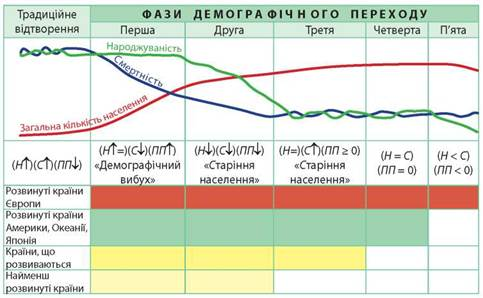 Традиційне
відтворення
ФАЗИ ДЕМОГРАФІЧНОГО ПЕРЕХОДУ
Перша
Друга
Третя
Четверта
П’ята
Народжуваність
Смертність
Загальна кількість населення
(Н↑)(С↑)(ПП↓)
(Н↑=)(С↓)(ПП↑)
«Демографічний
вибух»
(Н↓)(С↓)(ПП↓)
«Старіння
населення»
(Н=)(С↑)(ПП ≥ 0)
«Старіння
населення»
(Н = С)
(ПП = 0)
(Н < С)
(ПП < 0)
Розвинуті країни
Європи
Розвинуті країни
Америки, Океанії,
Японія
Країни, що
розвиваються
Найменш
розвинуті країни